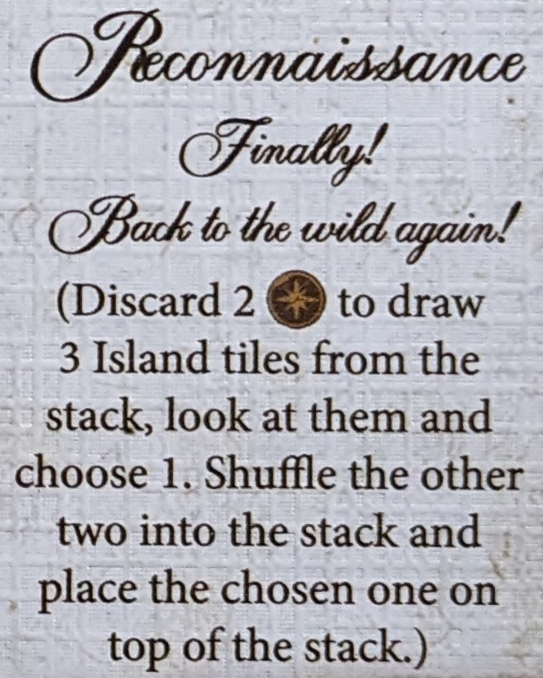 Reconnaissance
Finally!
Back to the wild again!
(Discard 2 to draw
3 Island tiles from the
stack, look at them and
choose 1. Shuffle the other
two into the stack and
place the chosen one on
top of the stack.)